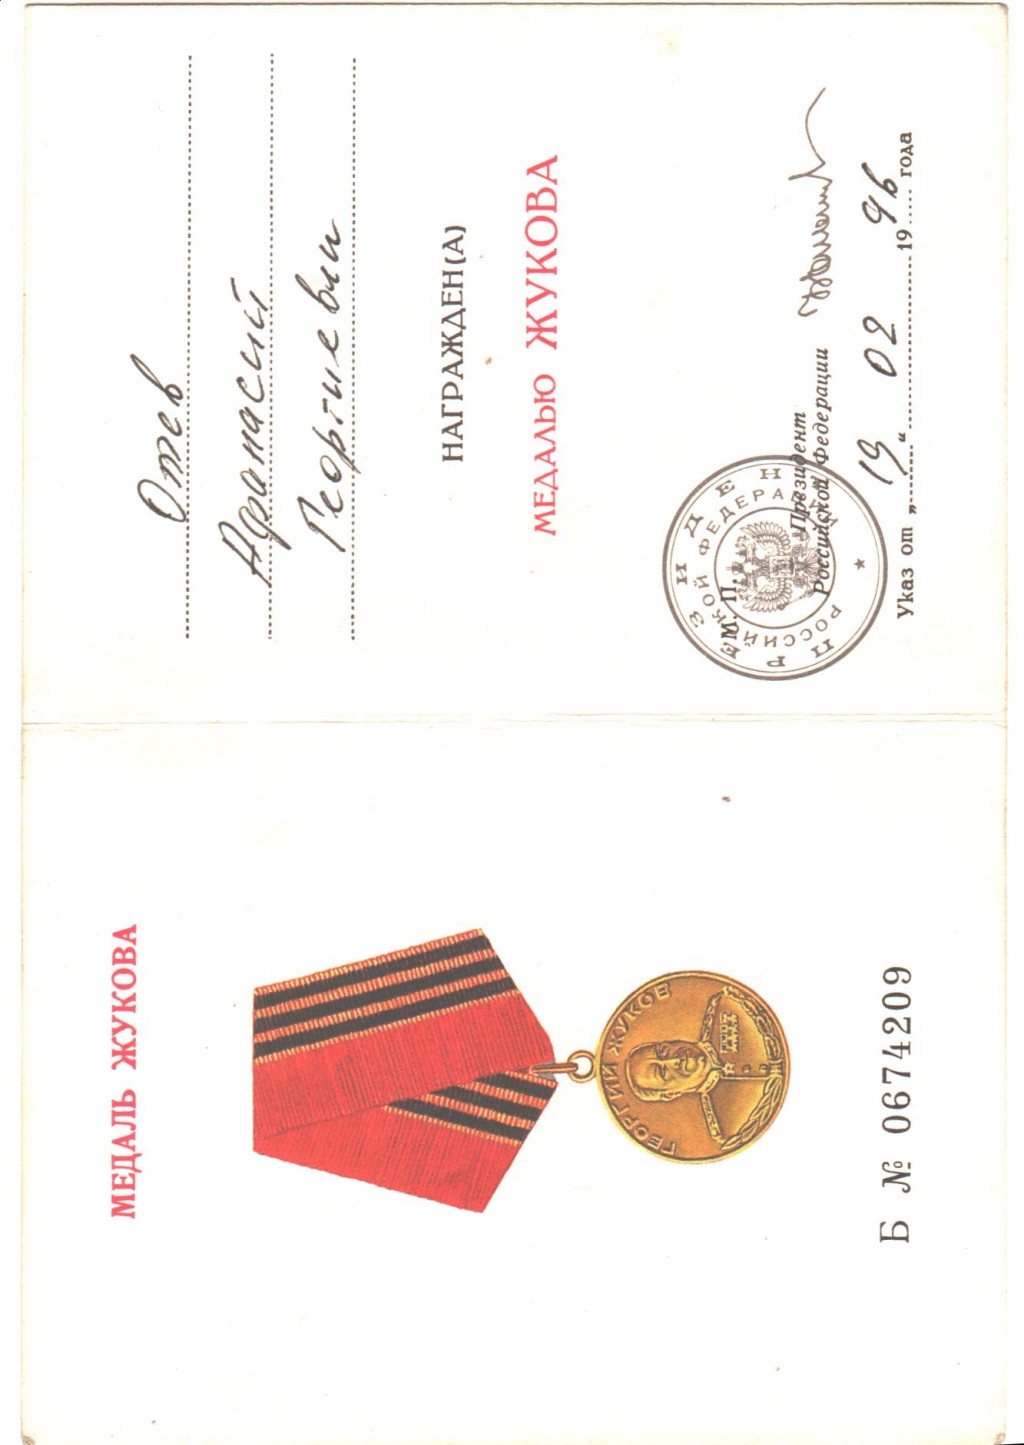 МЕДАЛЬ ЖУКОВА
ГЕОРГИЙ ЖУКОВ
Б № 0674209
Отев
Афанасий
Георгиевич
НАГРАЖДЕН(А)
МЕДАЛЬЮ ЖУКОВА
ПРЕЗИДЕНТ
РОССИЙСКОЙ ФЕДЕРАЦИИ
М. П.
Президент
Российской Федерации
Указ от „19“ 02 1996 года